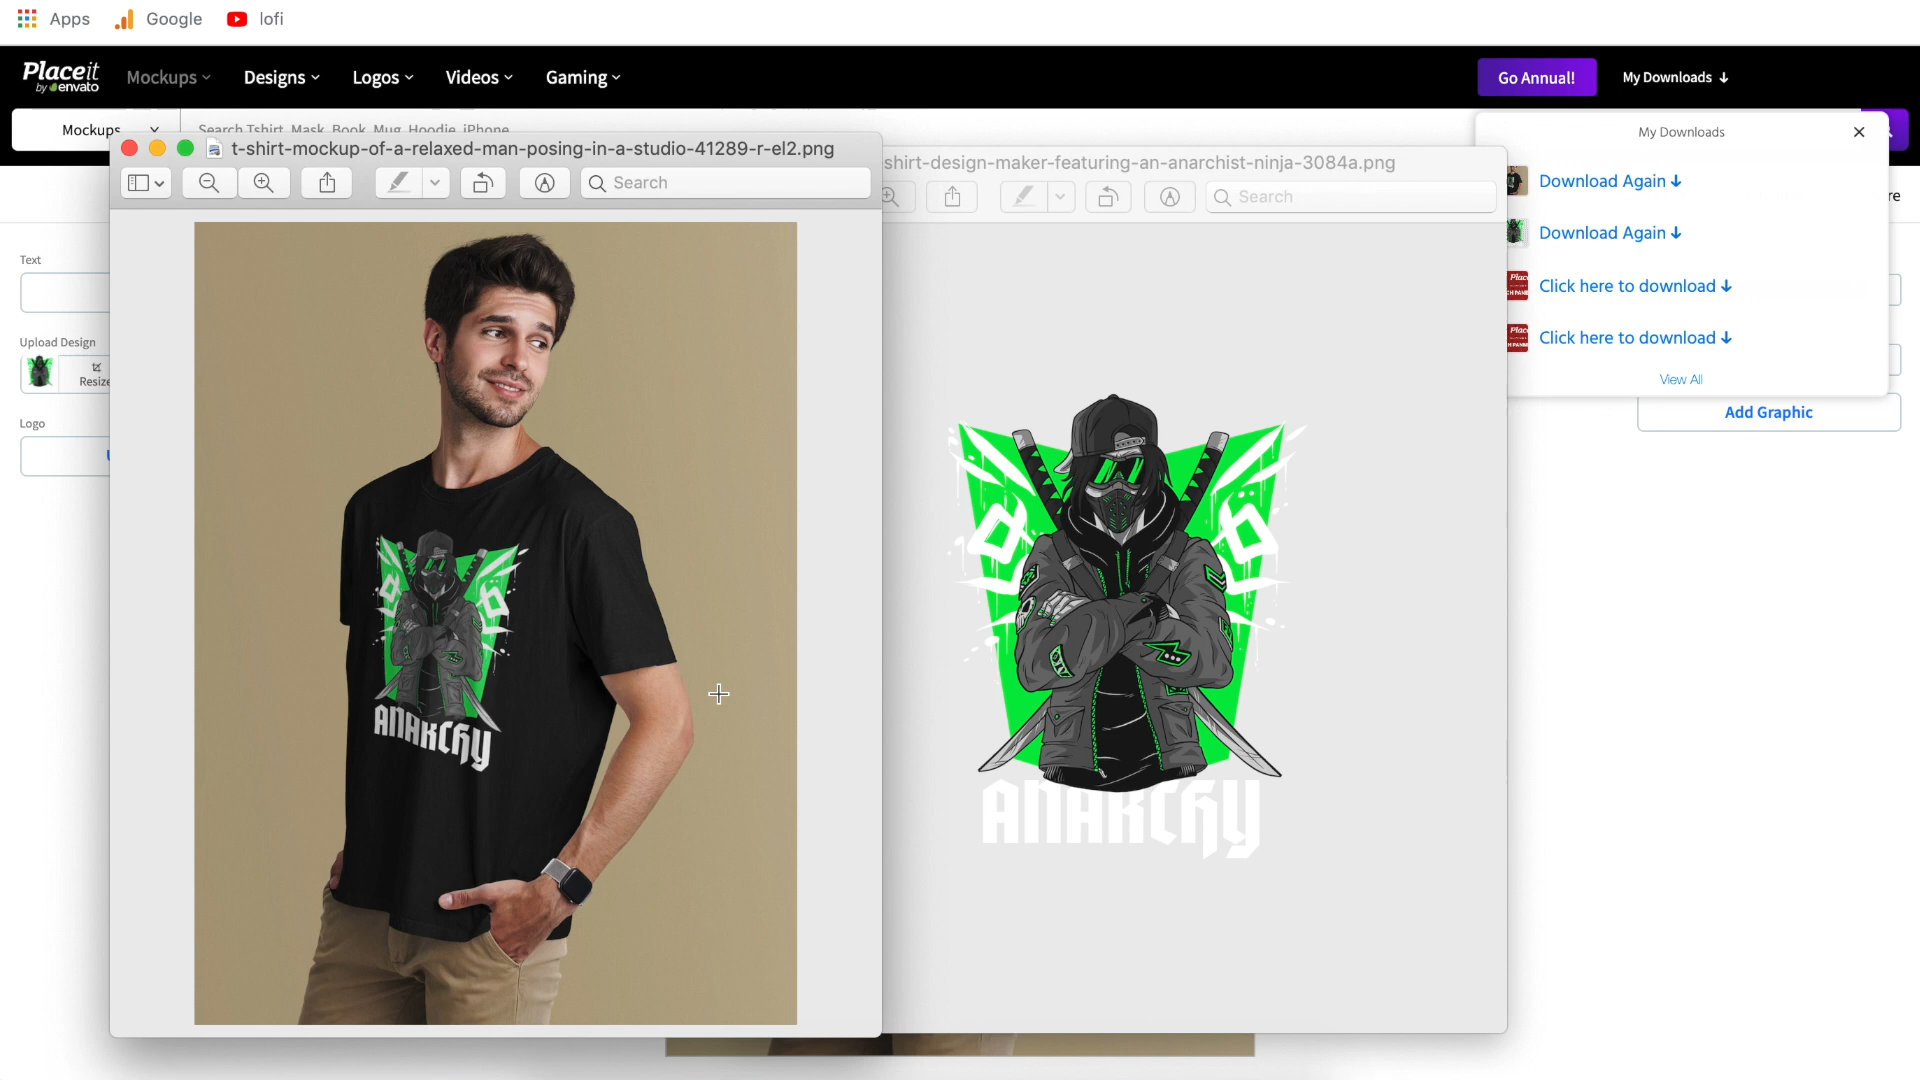 Apps
Google
lofi
Placeit
by envato
Mockups
Designs
Logos
Videos
Gaming
Go Annual!
My Downloads
Mockups
Search Tshirt, Mask, Book, Mug, Hoodie, iPhone
t-shirt-mockup-of-a-relaxed-man-posing-in-a-studio-41289-r-el2.png
Search
shirt-design-maker-featuring-an-anarchist-ninja-3084a.png
Search
My Downloads
Download Again
Download Again
Click here to download
Click here to download
View All
re
Add Graphic
Text
Upload Design
Resize
Logo
ANARCHY
ANARCHY